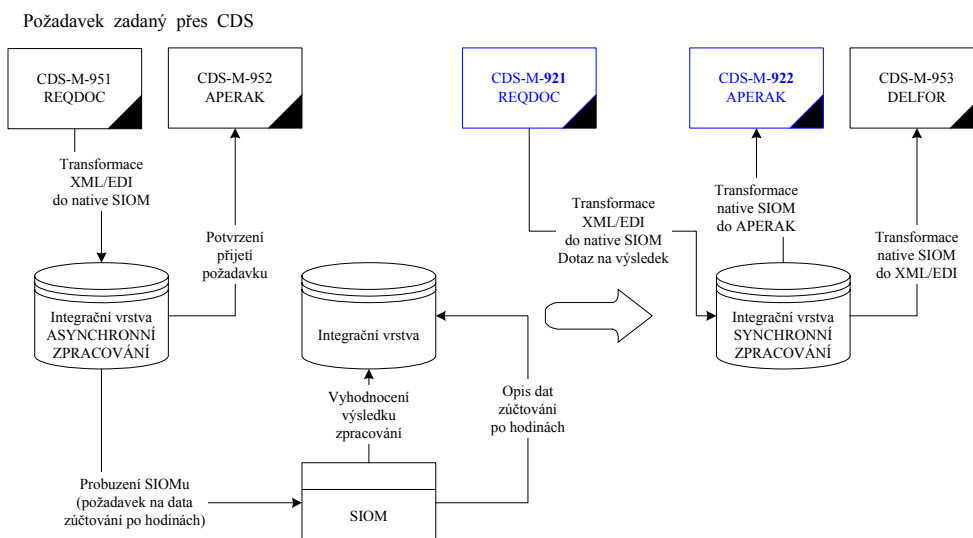 Požadavek zadaný přes CDS
CDS-M-951
REQDOC
CDS-M-952
APERAK
CDS-M-921
REQDOC
CDS-M-922
APERAK
CDS-M-953
DELFOR
Transformace
XML/EDI
do native SIOM
Potvrzení
přijetí
požadavku
Transformace
XML/EDI
do native SIOM
Dotaz na výsledek
Transformace
native SIOM
do APERAK
Transformace
native SIOM
do XML/EDI
Integrační vrstva
ASYNCHRONNÍ
ZPRACOVÁNÍ
Integrační vrstva
Integrační vrstva
SYNCHRONNÍ
ZPRACOVÁNÍ
Vyhodnocení
výsledku
zpracování
Opis dat
zúčtování
po hodinách
Probuzení SIOMu
(požadavek na data
zúčtování po hodinách)
SIOM